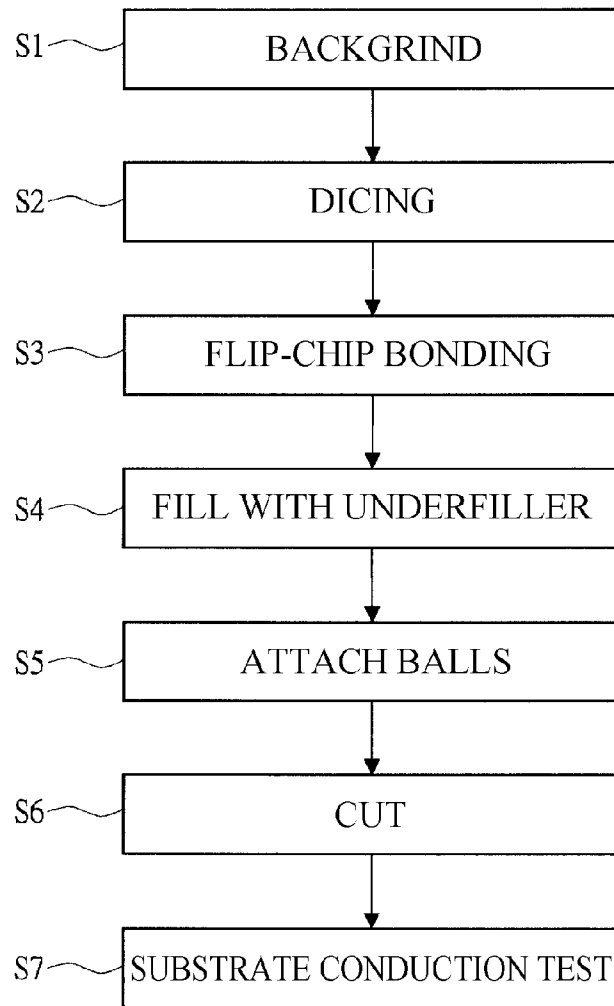 S1 BACKGRIND
S2 DICING
S3 FLIP-CHIP BONDING
S4 FILL WITH UNDERFILLER
S5 ATTACH BALLS
S6 CUT
S7 SUBSTRATE CONDUCTION TEST